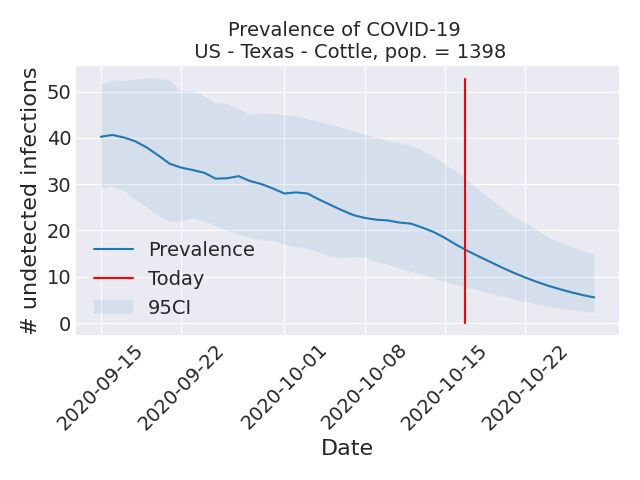 Prevalence of COVID-19
US - Texas - Cottle, pop. = 1398
# undetected infections
50
40
30
20
10
0
Prevalence
Today
95CI
2020-09-15
2020-09-22
2020-10-01
2020-10-08
2020-10-15
2020-10-22
Date